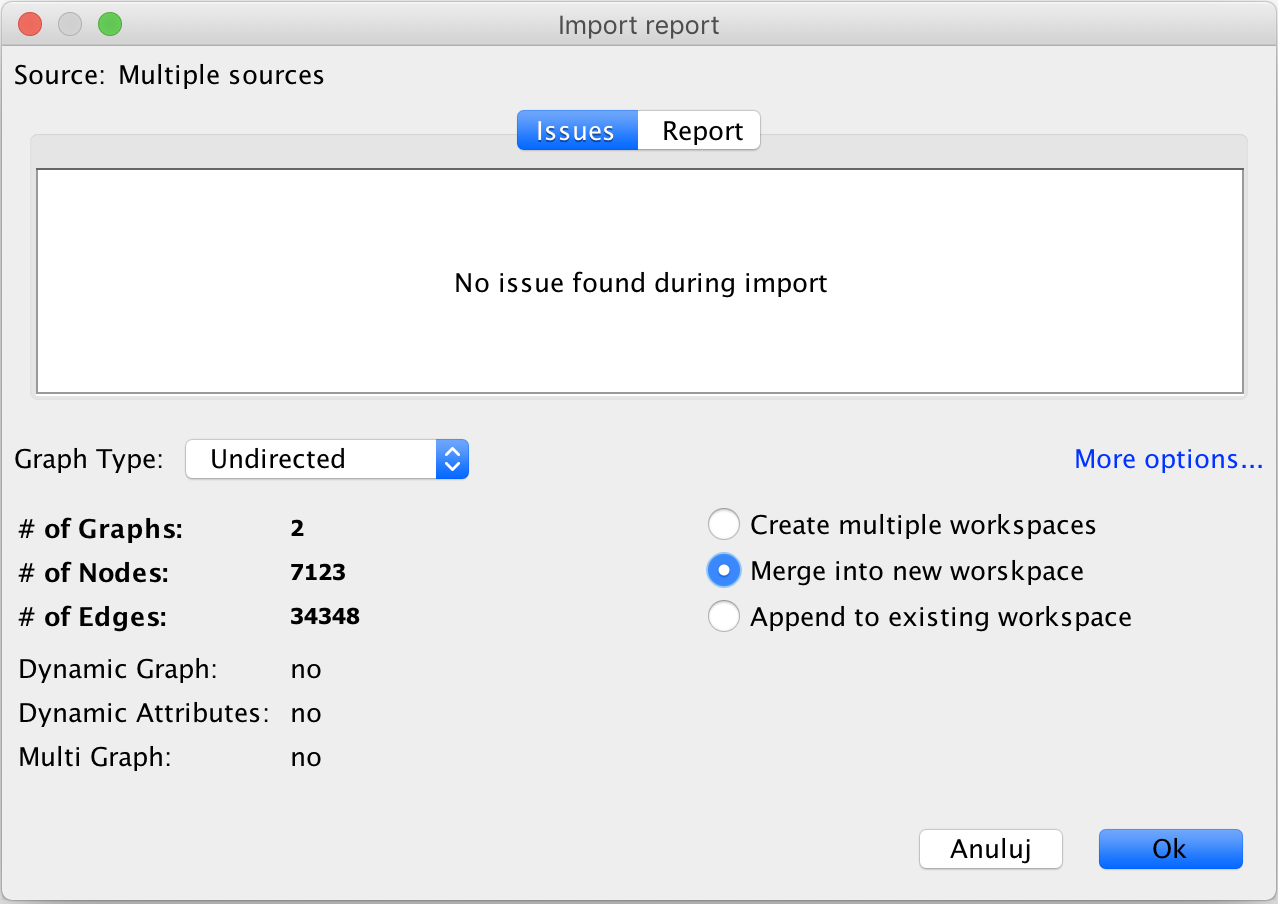 Import report
Source: Multiple sources
Issues Report
No issue found during import
Graph Type: Undirected More options...
# of Graphs: 2
# of Nodes: 7123
# of Edges: 34348
Dynamic Graph: no
Dynamic Attributes: no
Multi Graph: no
Create multiple workspaces
Merge into new worskpace
Append to existing workspace
Anuluj Ok